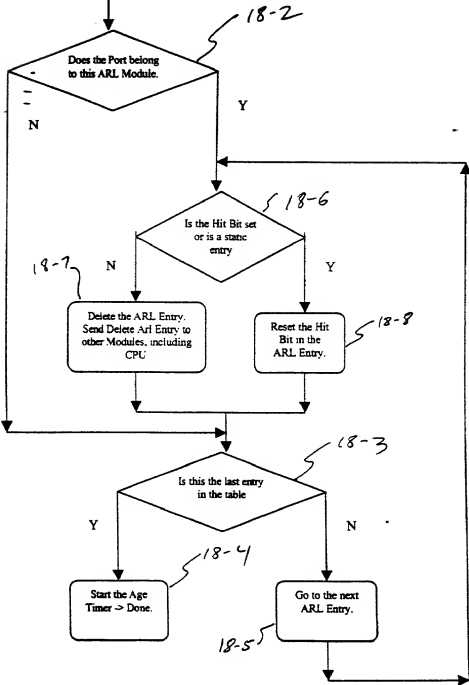 18-2
Does the Port belong
to this ARL Module.
N
Y
18-6
Is the Hit Bit set
or is a static
entry
N
Y
18-7
Delete the ARL Entry.
Send Delete Arl Entry to
other Modules, including
CPU
Reset the Hit
Bit in the
ARL Entry.
18-8
18-3
Is this the last entry
in the table
Y
N
18-4
Start the Age
Timer -> Done.
Go to the next
ARL Entry.
18-5